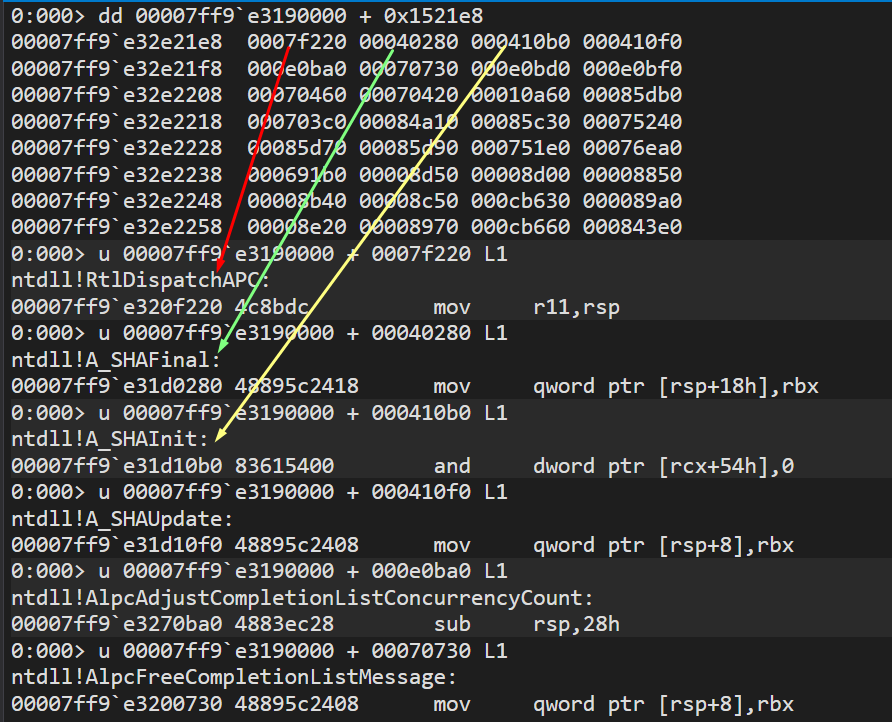 0:000> dd 00007ff9`e3190000 + 0x1521e8
00007ff9`e32e21e8  0007f220 00040280 000410b0 000410f0
00007ff9`e32e21f8  000e0ba0 00070730 000e0bd0 000e0bf0
00007ff9`e32e2208  00070460 00070420 00010a60 00085db0
00007ff9`e32e2218  000703c0 00084a10 00085c30 00075240
00007ff9`e32e2228  00085d70 00085d90 000751e0 00076ea0
00007ff9`e32e2238  000691b0 00008d50 00008d00 00008850
00007ff9`e32e2248  00008b40 00008c50 000cb630 000089a0
00007ff9`e32e2258  00008e20 00008970 000cb660 000843e0
0:000> u 00007ff9`e3190000 + 0007f220 L1
ntdll!RtlDispatchAPC:
00007ff9`e320f220 4c8bdc          mov     r11,rsp
0:000> u 00007ff9`e3190000 + 00040280 L1
ntdll!A_SHAFinal:
00007ff9`e31d0280 48895c2418      mov     qword ptr [rsp+18h],rbx
0:000> u 00007ff9`e3190000 + 000410b0 L1
ntdll!A_SHAInit:
00007ff9`e31d10b0 83615400        and     dword ptr [rcx+54h],0
0:000> u 00007ff9`e3190000 + 000410f0 L1
ntdll!A_SHAUpdate:
00007ff9`e31d10f0 48895c2408      mov     qword ptr [rsp+8],rbx
0:000> u 00007ff9`e3190000 + 000e0ba0 L1
ntdll!AlpcAdjustCompletionListConcurrencyCount:
00007ff9`e3270ba0 4883ec28        sub     rsp,28h
0:000> u 00007ff9`e3190000 + 00070730 L1
ntdll!AlpcFreeCompletionListMessage:
00007ff9`e3200730 48895c2408      mov     qword ptr [rsp+8],rbx